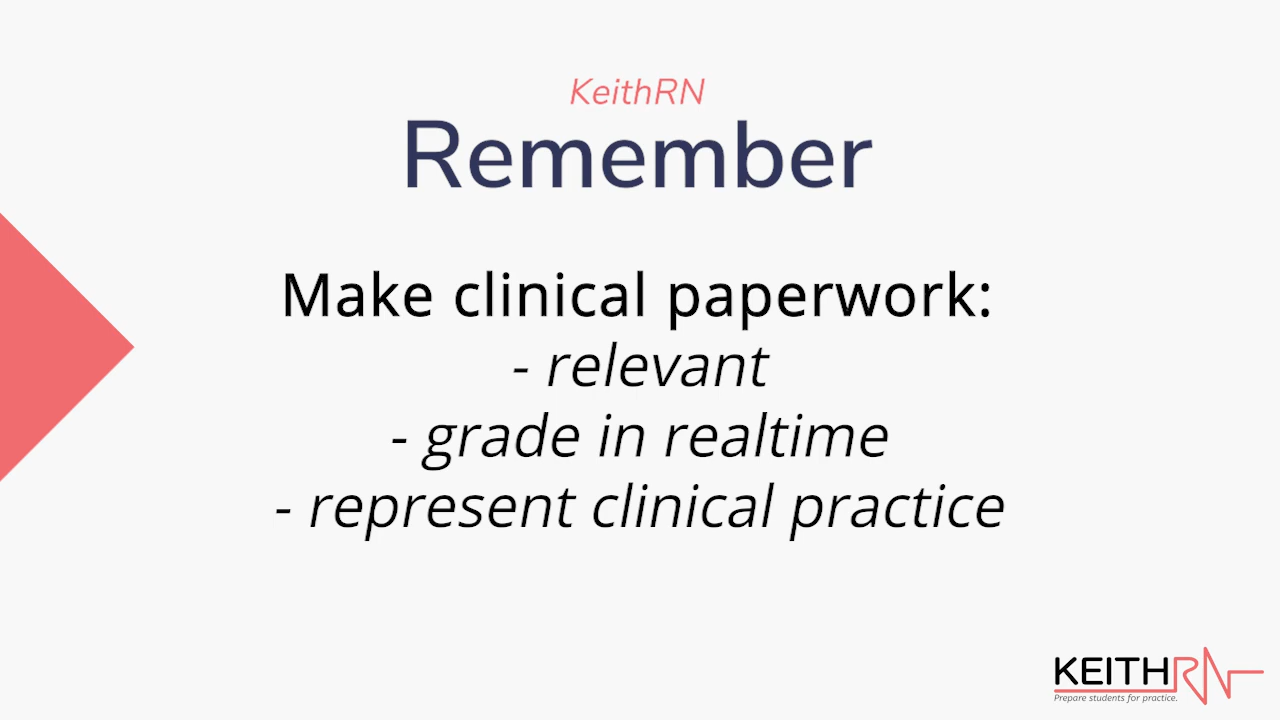 KeithRN
Remember
Make clinical paperwork:
- relevant
- grade in realtime
- represent clinical practice
KEITHRN
Prepare students for practice.